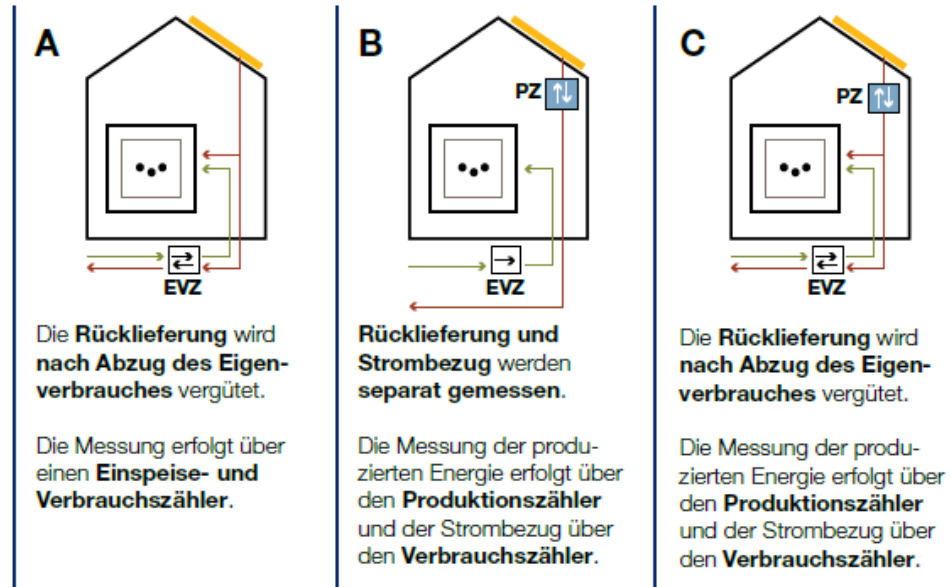 A
EVZ
Die Rücklieferung wird
nach Abzug des Eigen-
verbrauches vergütet.
Die Messung erfolgt über
einen Einspeise- und
Verbrauchszähler.
B
PZ
EVZ
Rücklieferung und
Strombezug werden
separat gemessen.
Die Messung der produ-
zierten Energie erfolgt über
den Produktionszähler
und der Strombezug über
den Verbrauchszähler.
C
PZ
EVZ
Die Rücklieferung wird
nach Abzug des Eigen-
verbrauches vergütet.
Die Messung der produ-
zierten Energie erfolgt über
den Produktionszähler
und der Strombezug über
den Verbrauchszähler.